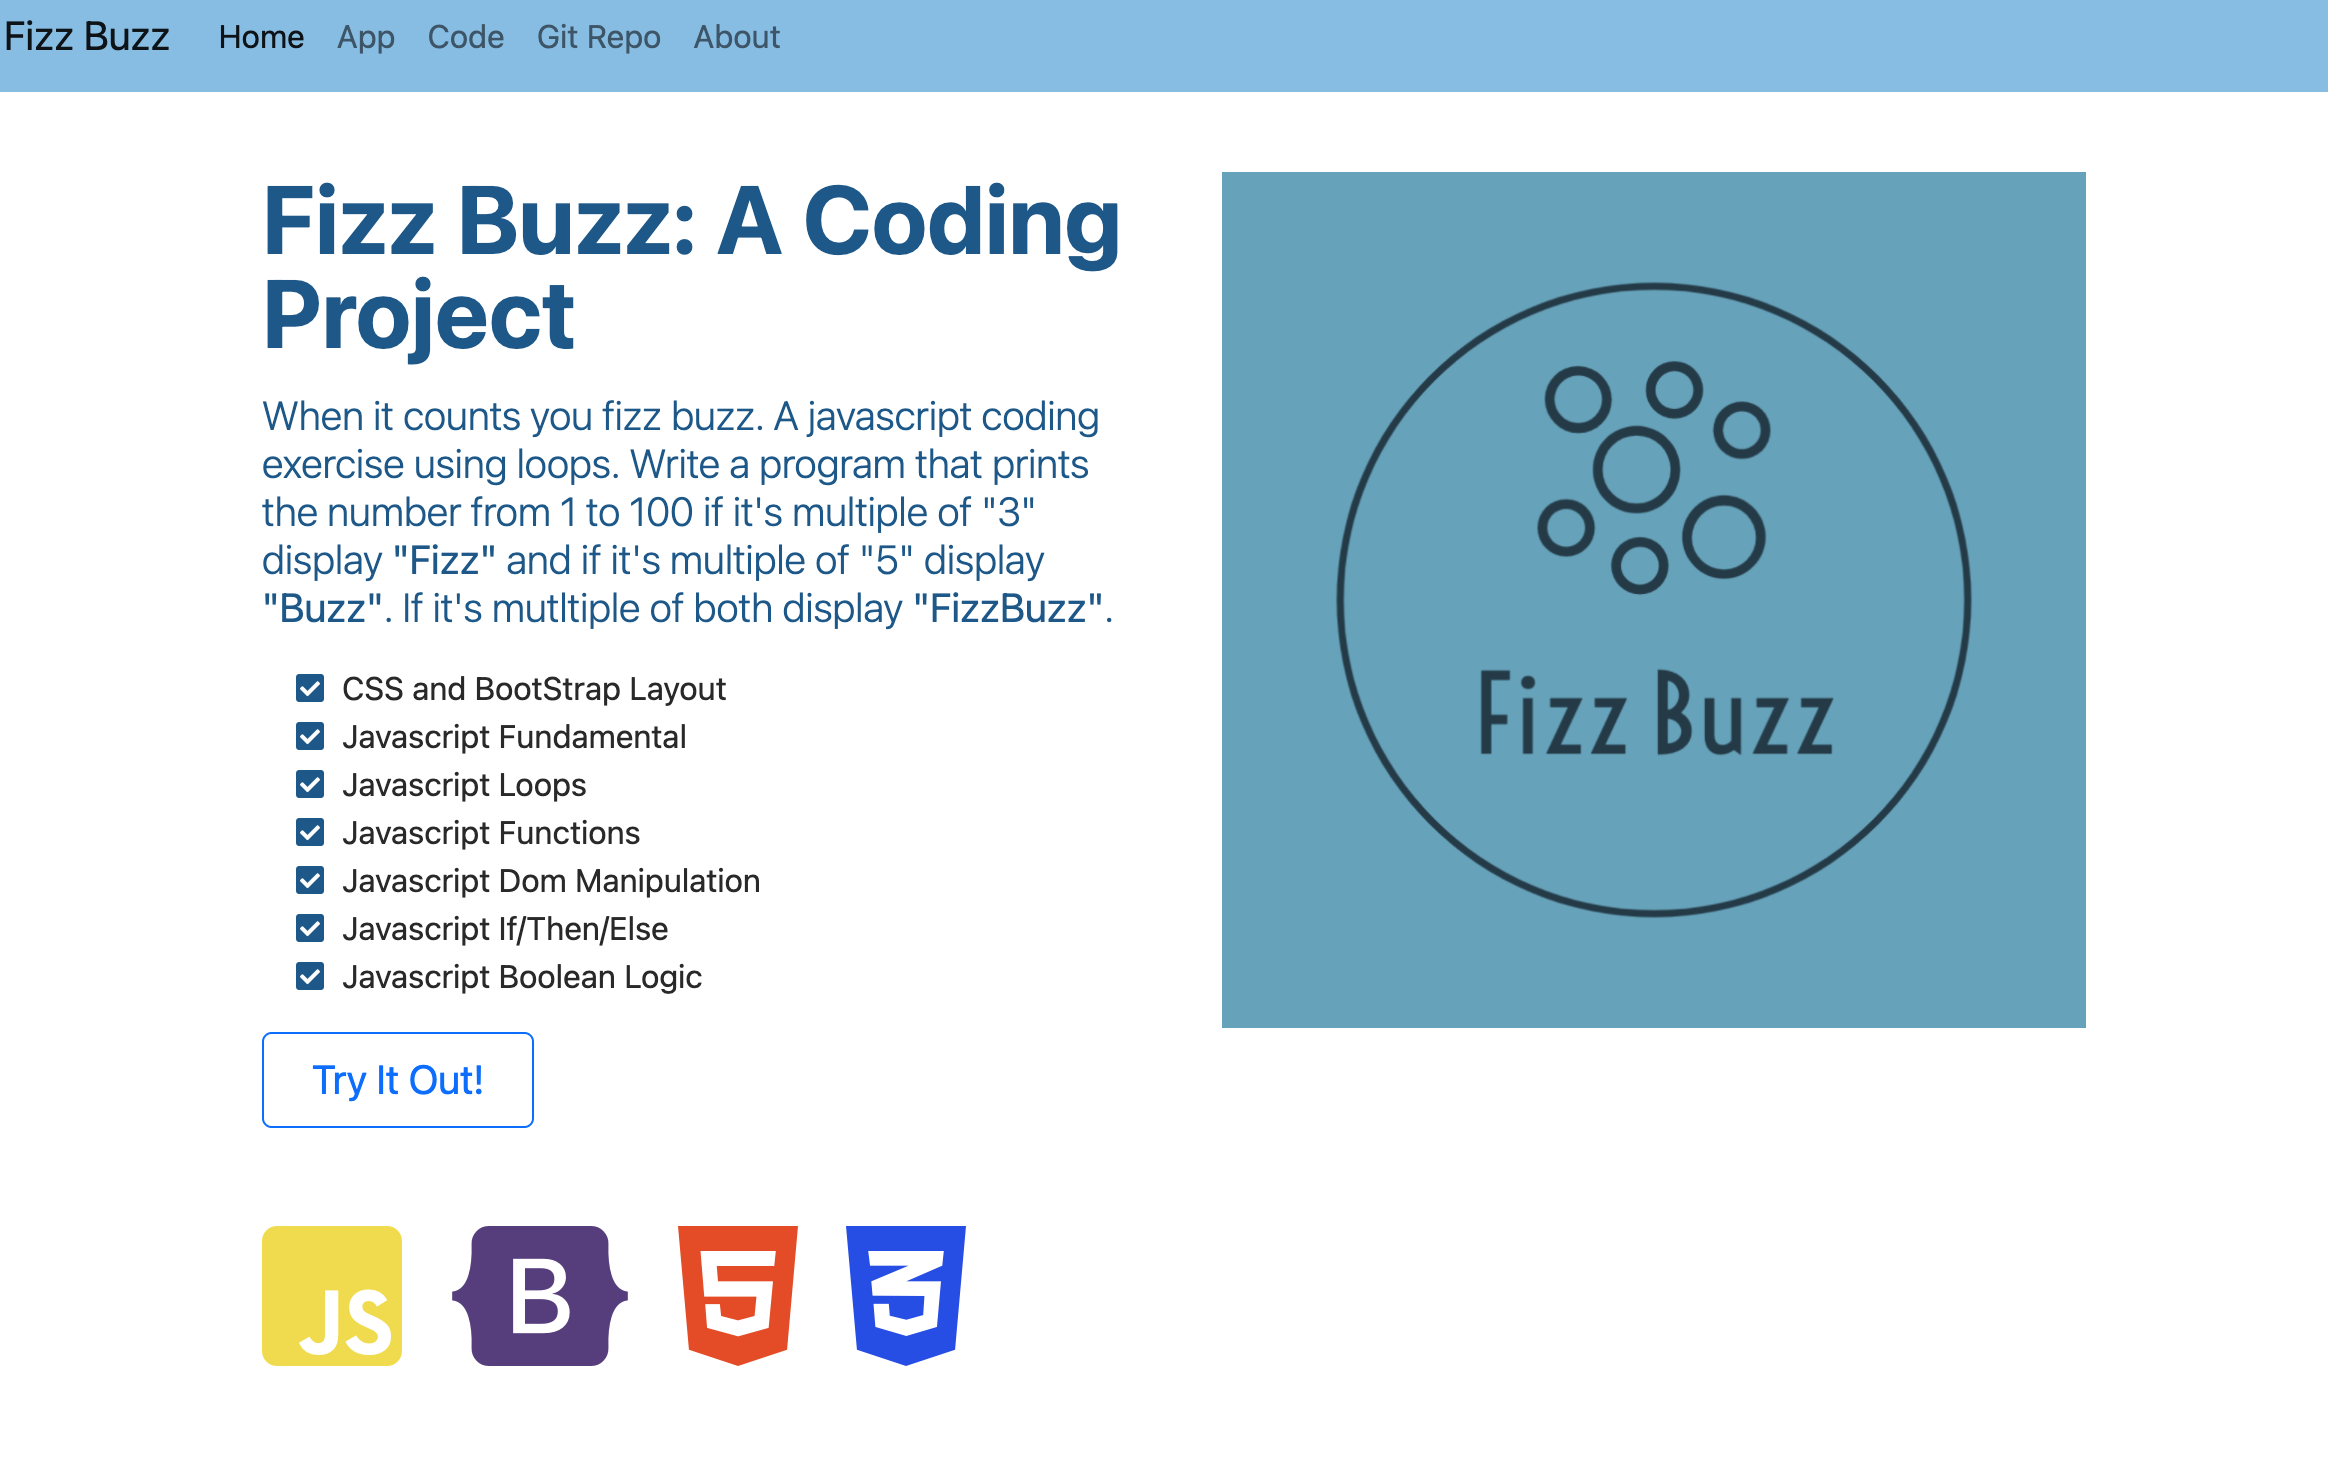 Fizz Buzz Home App Code Git Repo About
Fizz Buzz: A Coding
Project
When it counts you fizz buzz. A javascript coding
exercise using loops. Write a program that prints
the number from 1 to 100 if it's multiple of "3"
display "Fizz" and if it's multiple of "5" display
"Buzz". If it's mutltiple of both display "FizzBuzz".
CSS and BootStrap Layout
Javascript Fundamental
Javascript Loops
Javascript Functions
Javascript Dom Manipulation
Javascript If/Then/Else
Javascript Boolean Logic
Try It Out!
Fizz Buzz
JS B 5 3